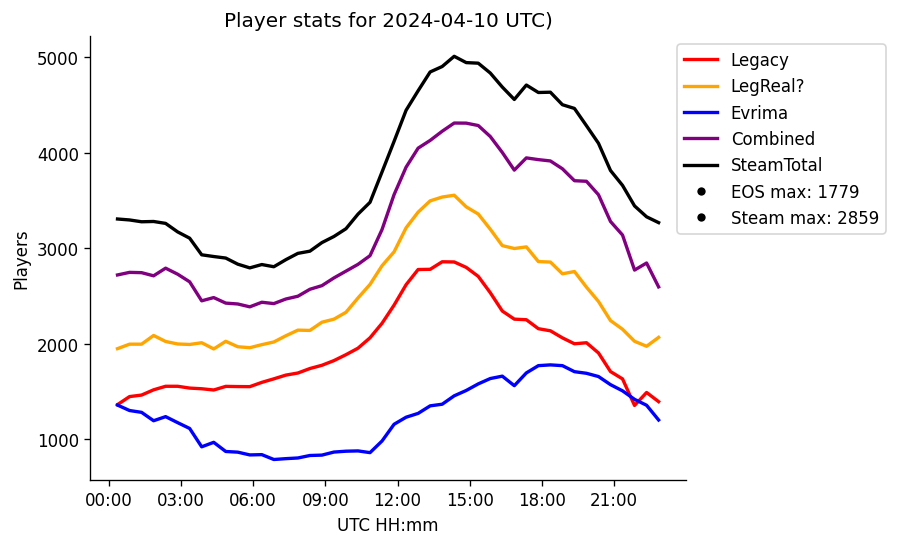 Player stats for 2024-04-10 UTC)
5000
4000
3000
2000
1000
Players
00:00 03:00 06:00 09:00 12:00 15:00 18:00 21:00
UTC HH:mm
Legacy
LegReal?
Evrima
Combined
SteamTotal
EOS max: 1779
Steam max: 2859